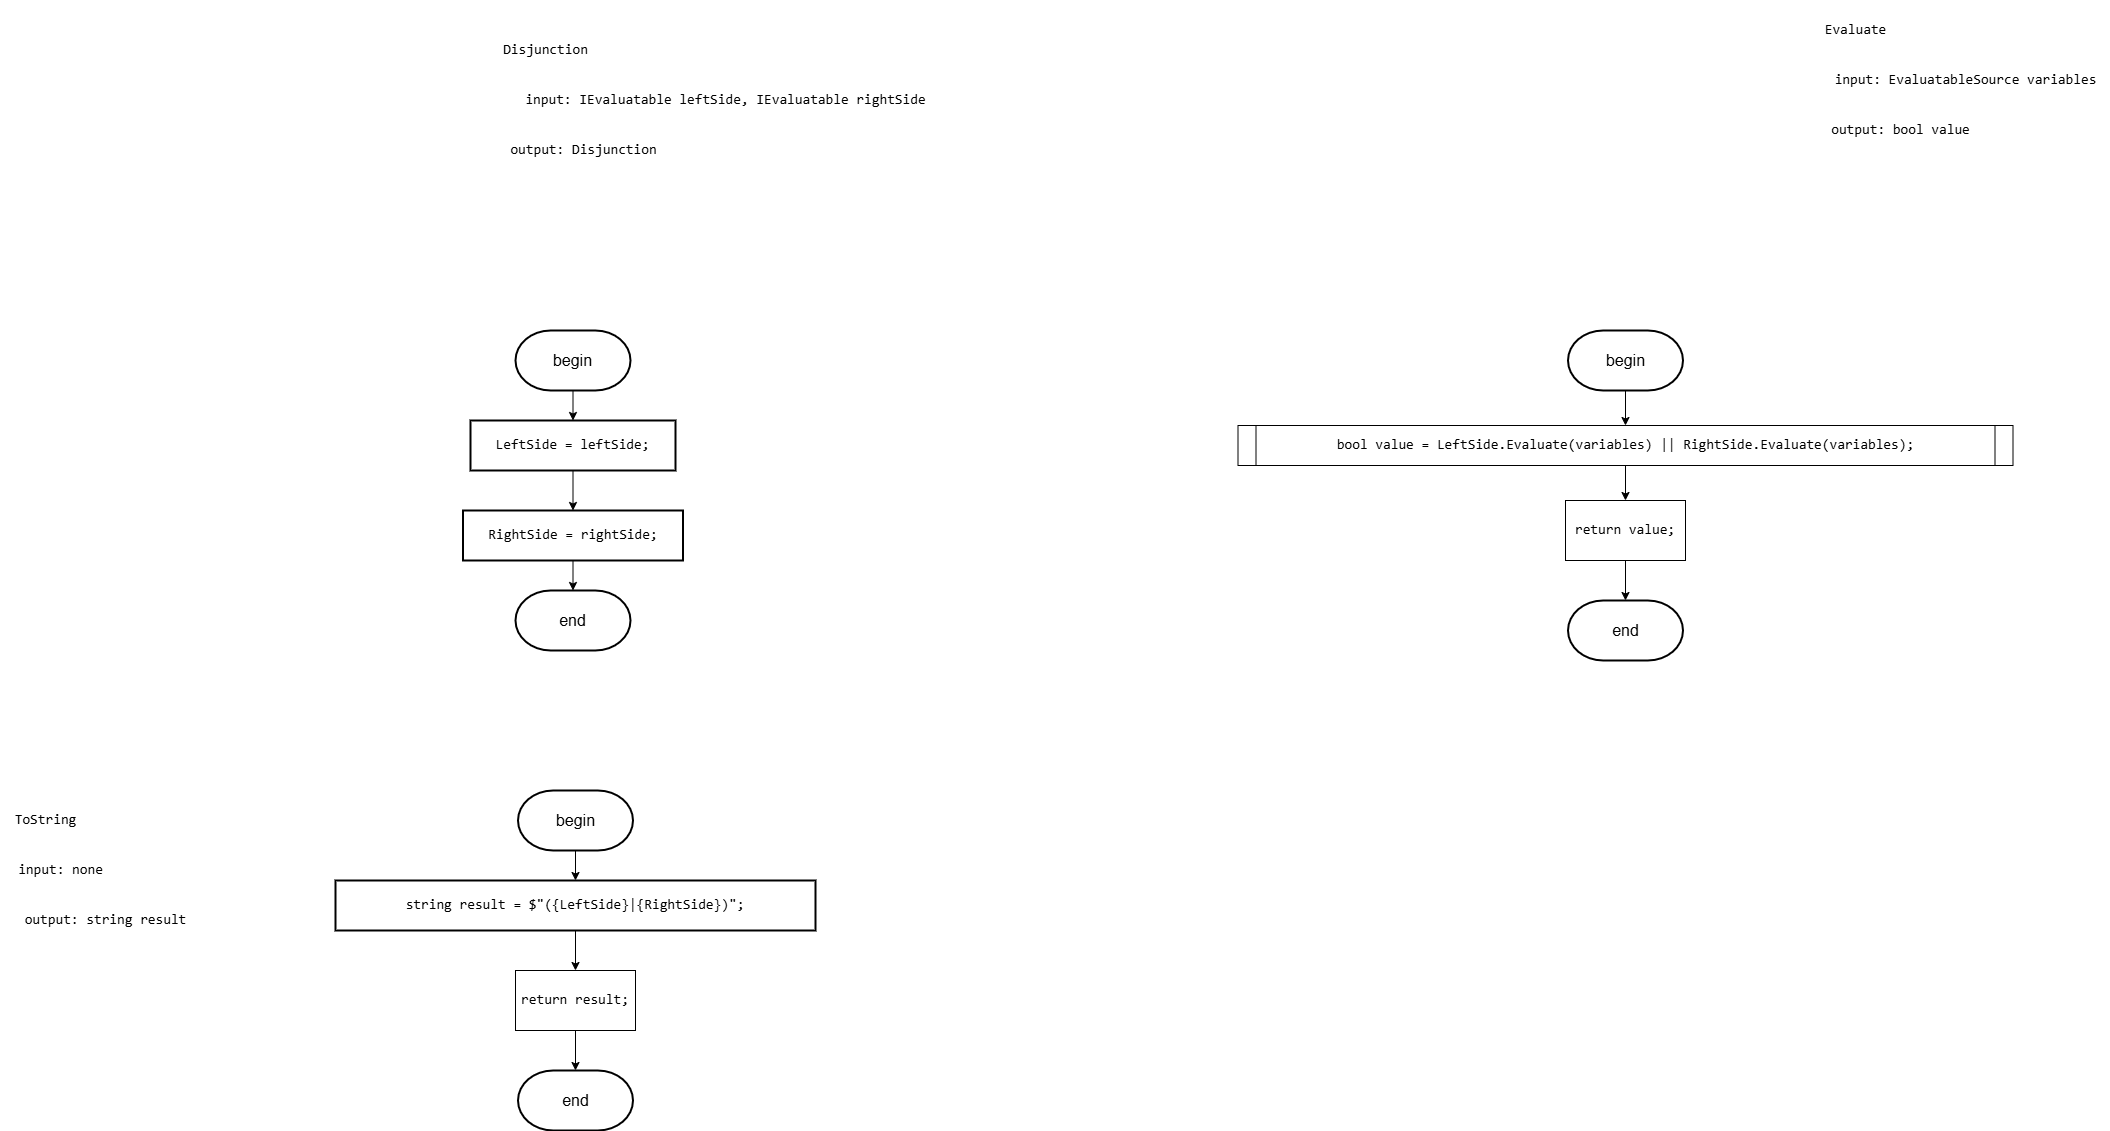 Disjunction
input: IEvaluatable leftSide, IEvaluatable rightSide
output: Disjunction
begin
LeftSide = leftSide;
RightSide = rightSide;
end
Evaluate
input: EvaluatableSource variables
output: bool value
begin
bool value = LeftSide.Evaluate(variables) || RightSide.Evaluate(variables);
return value;
end
ToString
input: none
output: string result
begin
string result = $"({LeftSide}|{RightSide})";
return result;
end